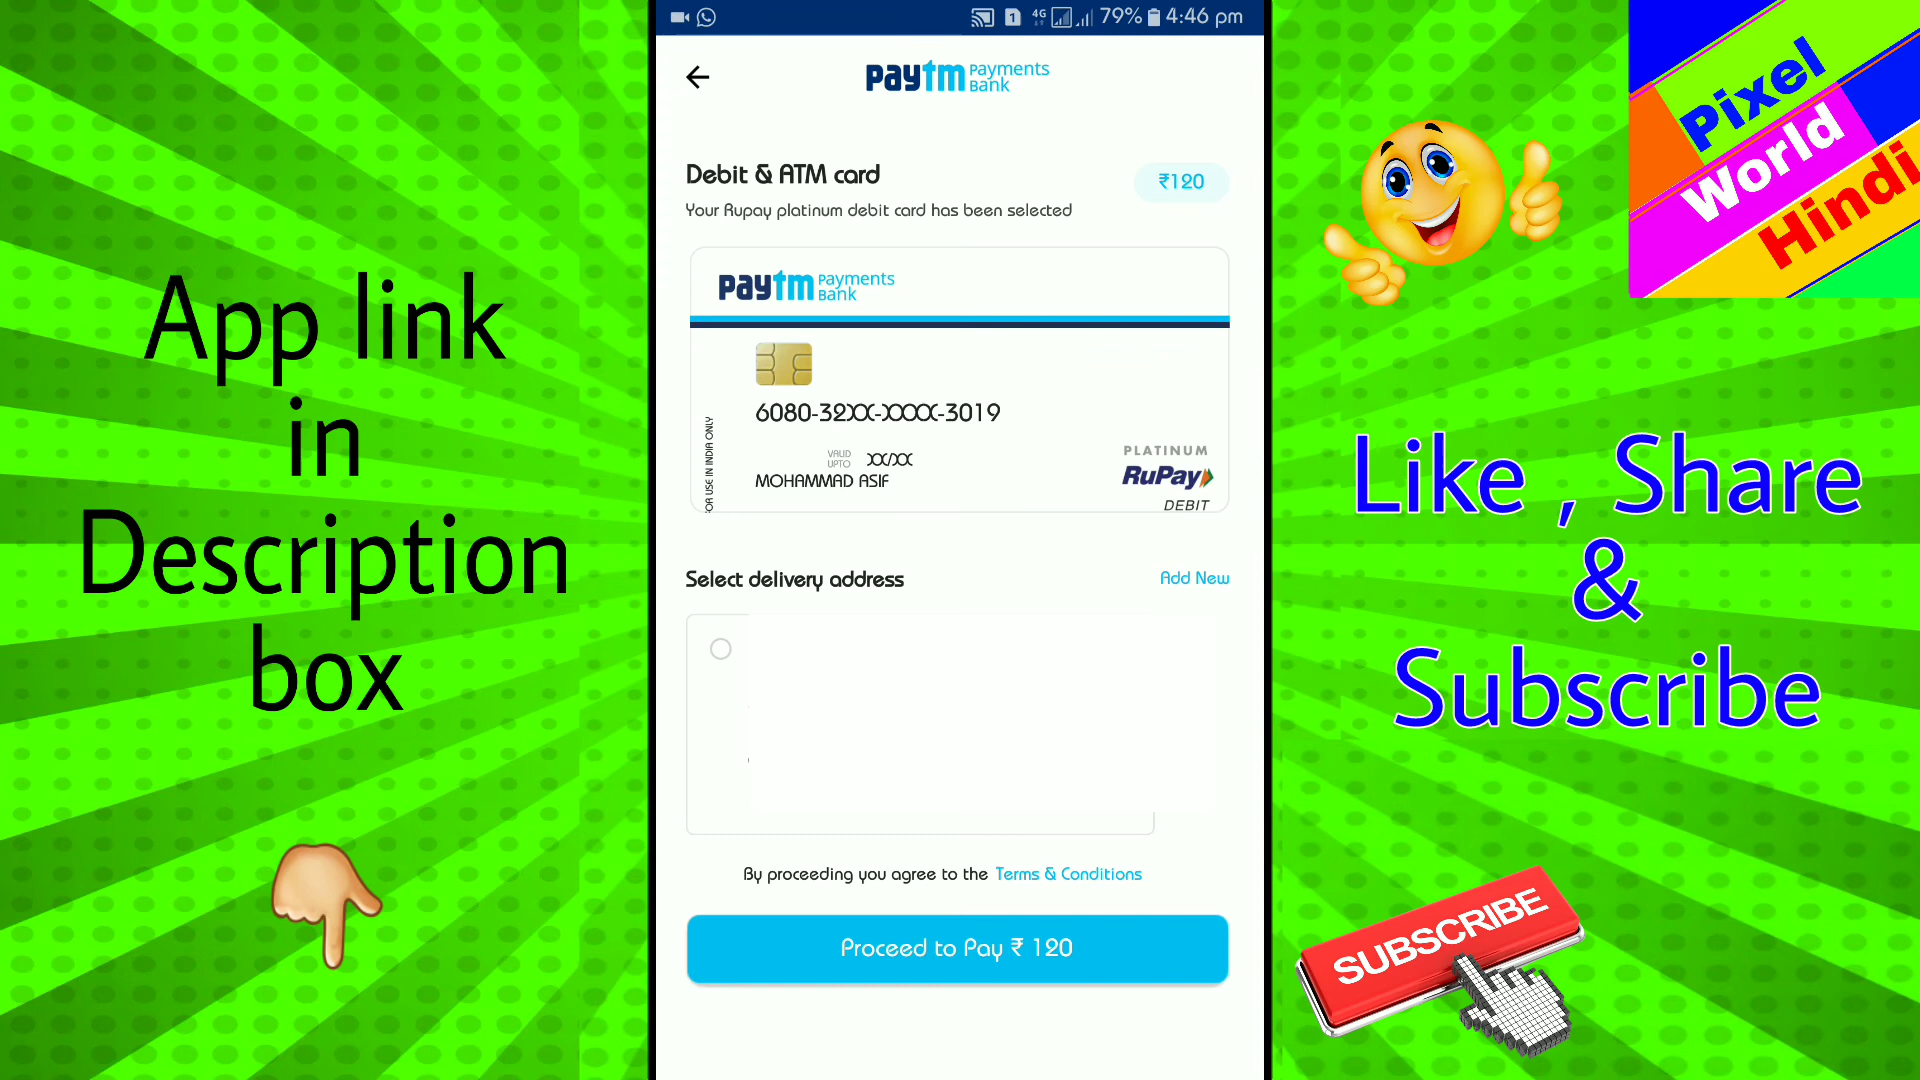 App link
in
Description
box
4G 79% 4:46 pm
paytm Payments Bank
Debit & ATM card
₹120
Your Rupay platinum debit card has been selected
paytm Payments Bank
6080-32XX-XXXX-3019
FOR USE IN INDIA ONLY
VALID UPTO XX/XX
MOHAMMAD ASIF
PLATINUM
RuPay
DEBIT
Select delivery address
Add New
By proceeding you agree to the Terms & Conditions
Proceed to Pay ₹ 120
Pixel
World
Hindi
Like , Share
&
Subscribe
SUBSCRIBE